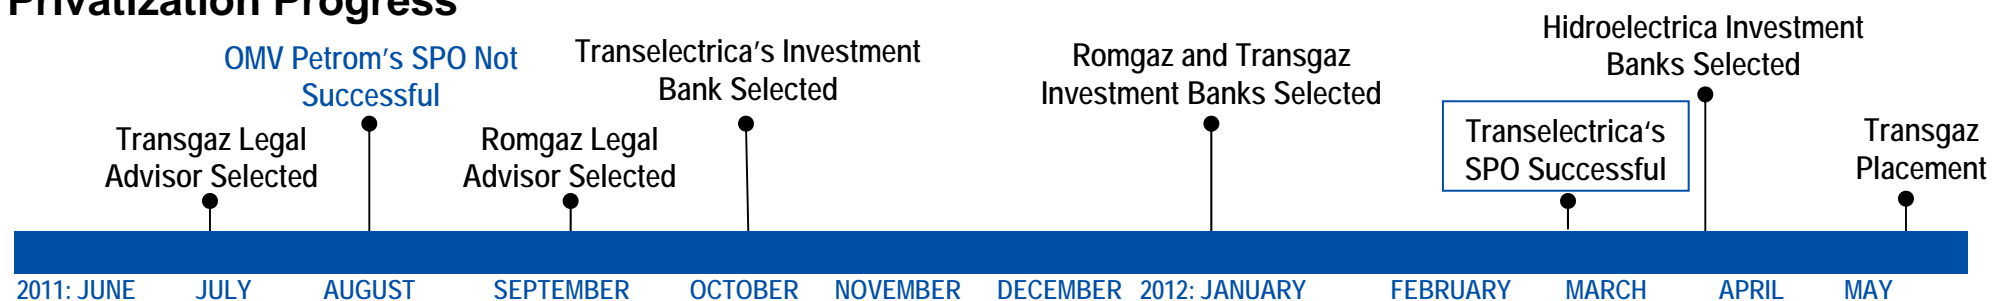 Privatization Progress
OMV Petrom's SPO Not
Successful
Transelectrica's Investment
Bank Selected
Romgaz and Transgaz
Investment Banks Selected
Hidroelectrica Investment
Banks Selected
Transgaz Legal
Advisor Selected
Romgaz Legal
Advisor Selected
Transelectrica‘s
SPO Successful
Transgaz
Placement
2011: JUNE JULY AUGUST SEPTEMBER OCTOBER NOVEMBER DECEMBER 2012: JANUARY FEBRUARY MARCH APRIL MAY